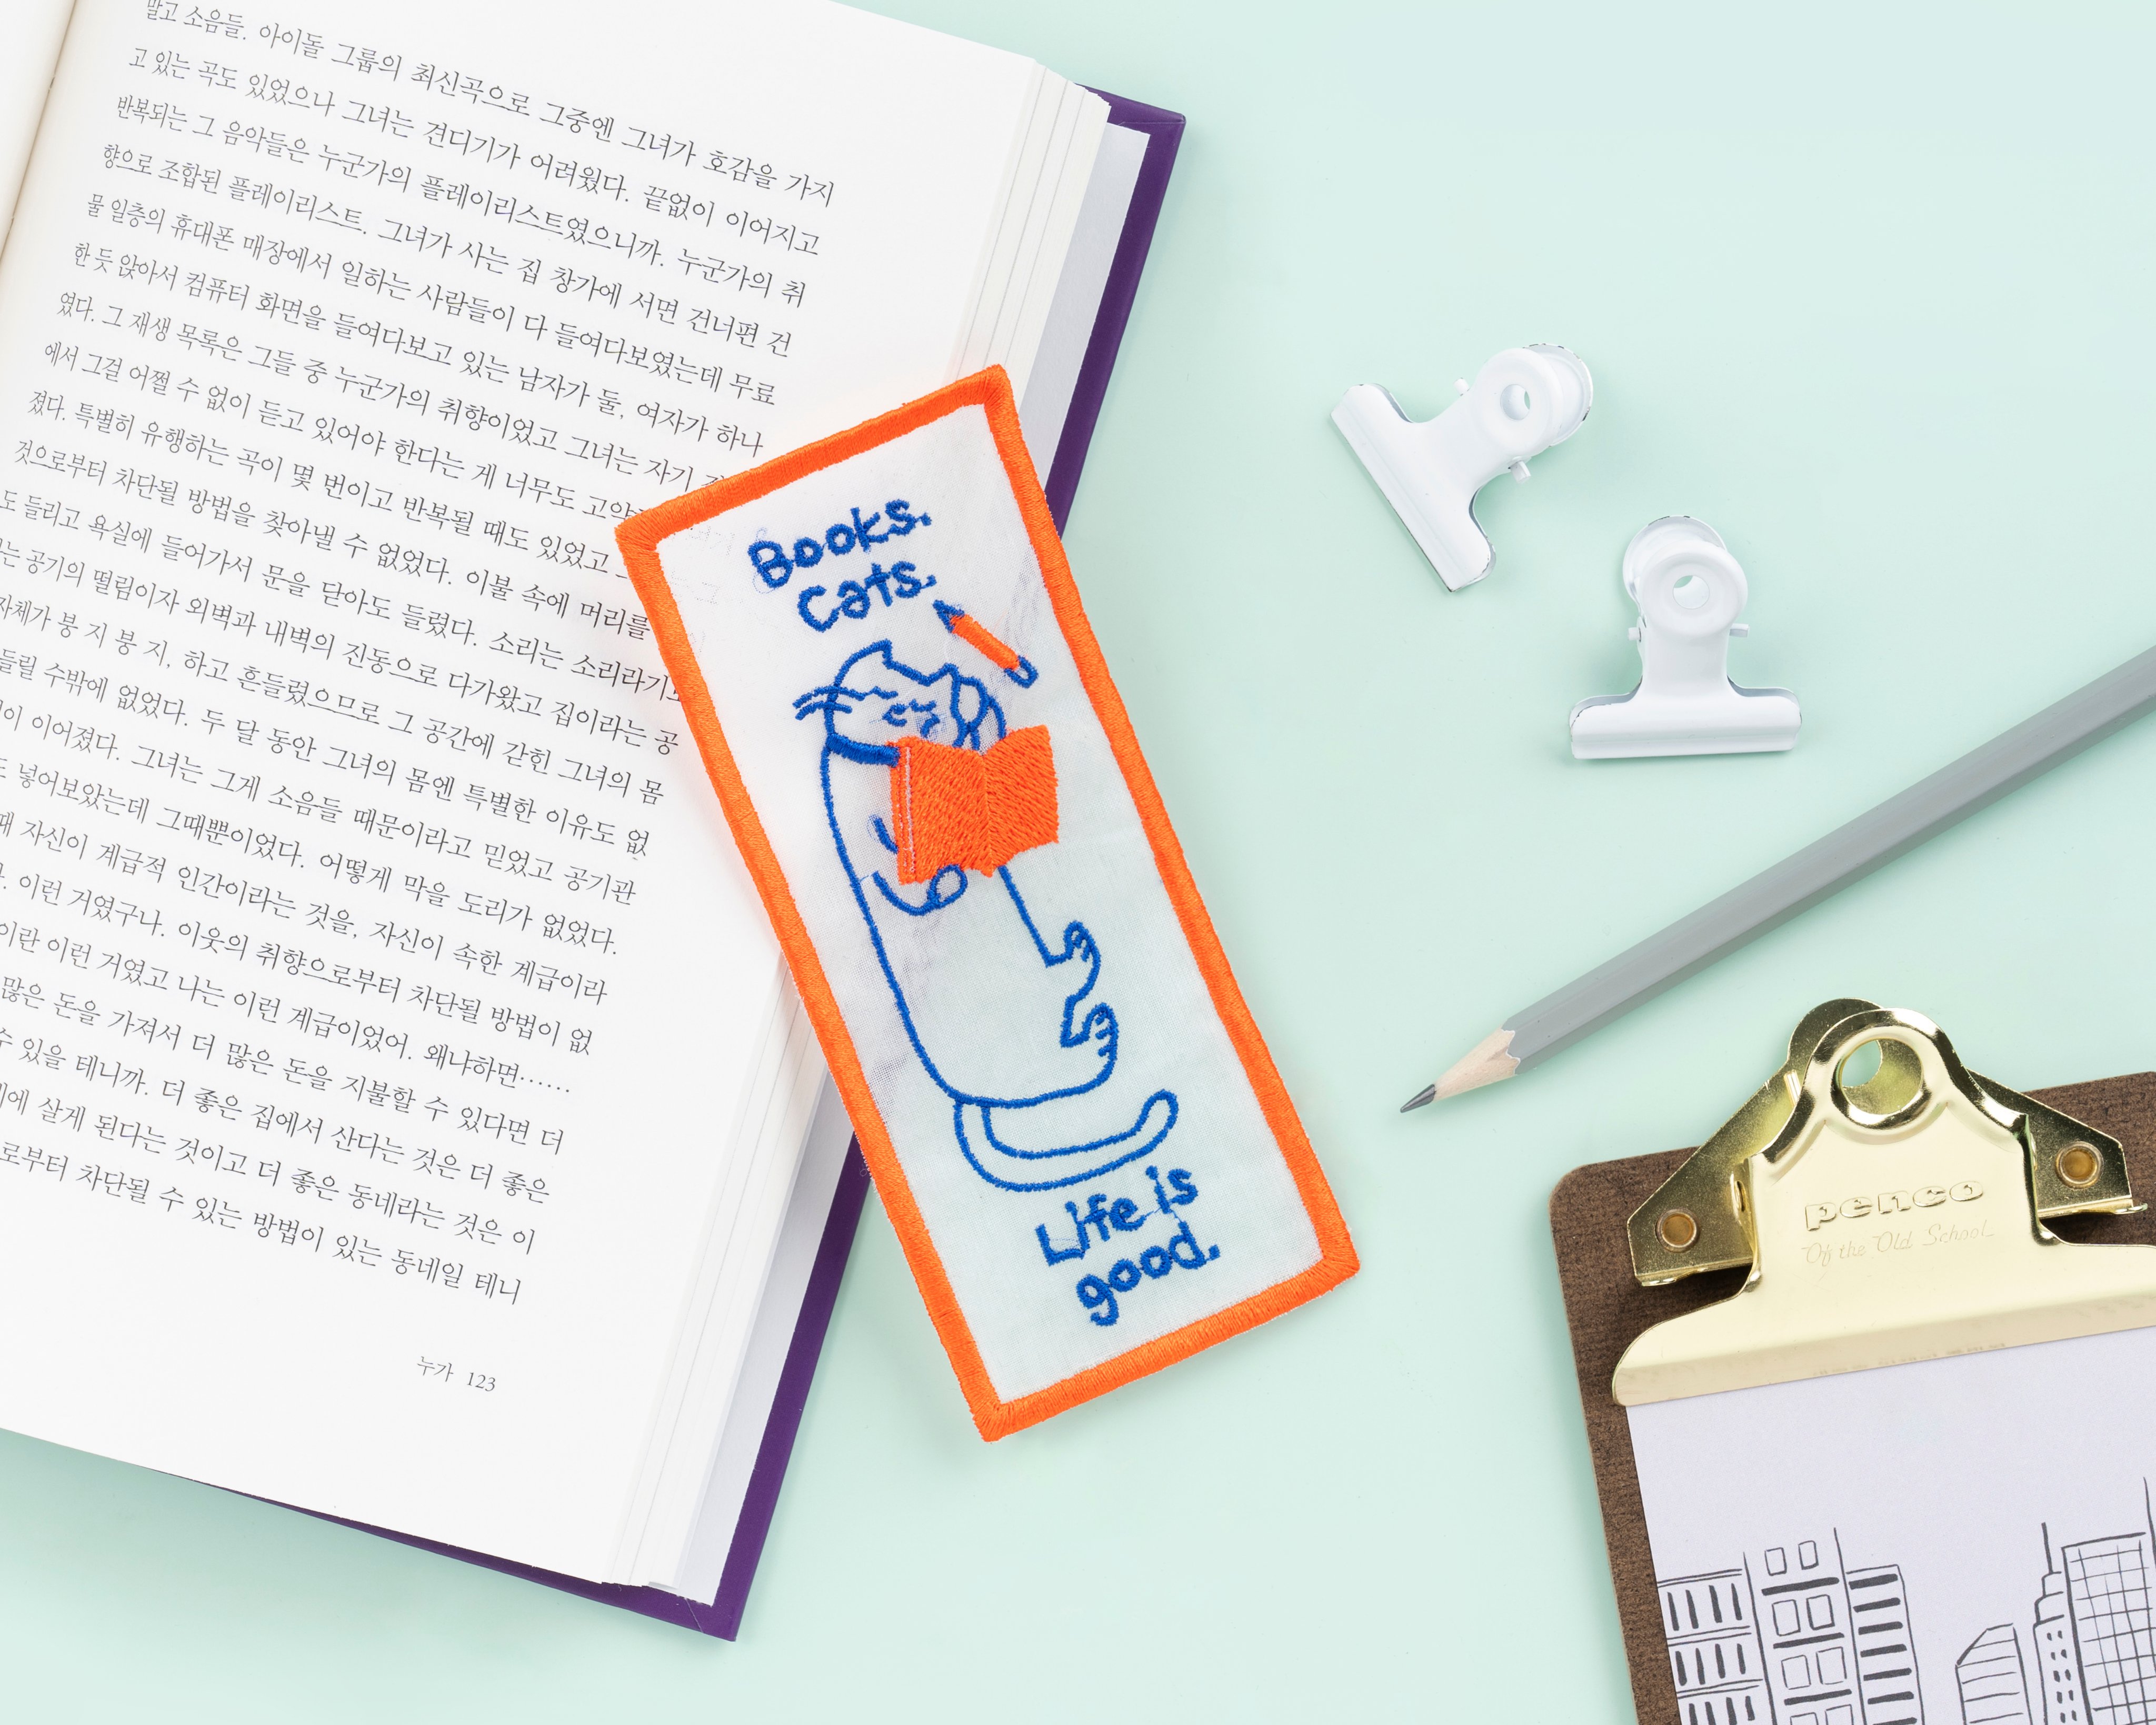 말고 소음들. 아이돌 그룹의 최신곡으로 그중엔 그녀가 호감을 가지
고 있는 곡도 있었으나 그녀는 견디기가 어려웠다. 끝없이 이어지고
반복되는 그 음악들은 누군가의 플레이리스트였으니까. 누군가의 취
향으로 조합된 플레이리스트. 그녀가 사는 집 창가에 서면 건너편 건
물 일층의 휴대폰 매장에서 일하는 사람들이 다 들여다보였는데 무료
한 듯 앉아서 컴퓨터 화면을 들여다보고 있는 남자가 둘, 여자가 하나
였다. 그 재생 목록은 그들 중 누군가의 취향이었고 그녀는 자기
에서 그걸 어쩔 수 없이 듣고 있어야 한다는 게 너무도
졌다. 특별히 유행하는 곡이 몇 번이고 반복될 때도 있었고
것으로부터 차단될 방법을 찾아낼 수 없었다. 이불 속에 머리를
도 들리고 욕실에 들어가서 문을 닫아도 들렸다. 소리는 소리라기
는 공기의 떨림이자 외벽과 내벽의 진동으로 다가왔고 집이라는 공
자체가 붕 지 붕 지, 하고 흔들렸으므로 그 공간에 갇힌 그녀의 몸
들릴 수밖에 없었다. 두 달 동안 그녀의 몸엔 특별한 이유도 없
이 이어졌다. 그녀는 그게 소음들 때문이라고 믿었고 공기관
도 넣어보았는데 그때뿐이었다. 어떻게 막을 도리가 없었다.
때 자신이 계급적 인간이라는 것을, 자신이 속한 계급이라
이런 거였구나. 이웃의 취향으로부터 차단될 방법이 없
이란 이런 거였고 나는 이런 계급이었어. 왜냐하면……
많은 돈을 가져서 더 많은 돈을 지불할 수 있다면 더
수 있을 테니까. 더 좋은 집에서 산다는 것은 더 좋은
에 살게 된다는 것이고 더 좋은 동네라는 것은 이
로부터 차단될 수 있는 방법이 있는 동네일 테니
누가 123
Books.
Cats.
Life is
good.
penco
Of the Old School